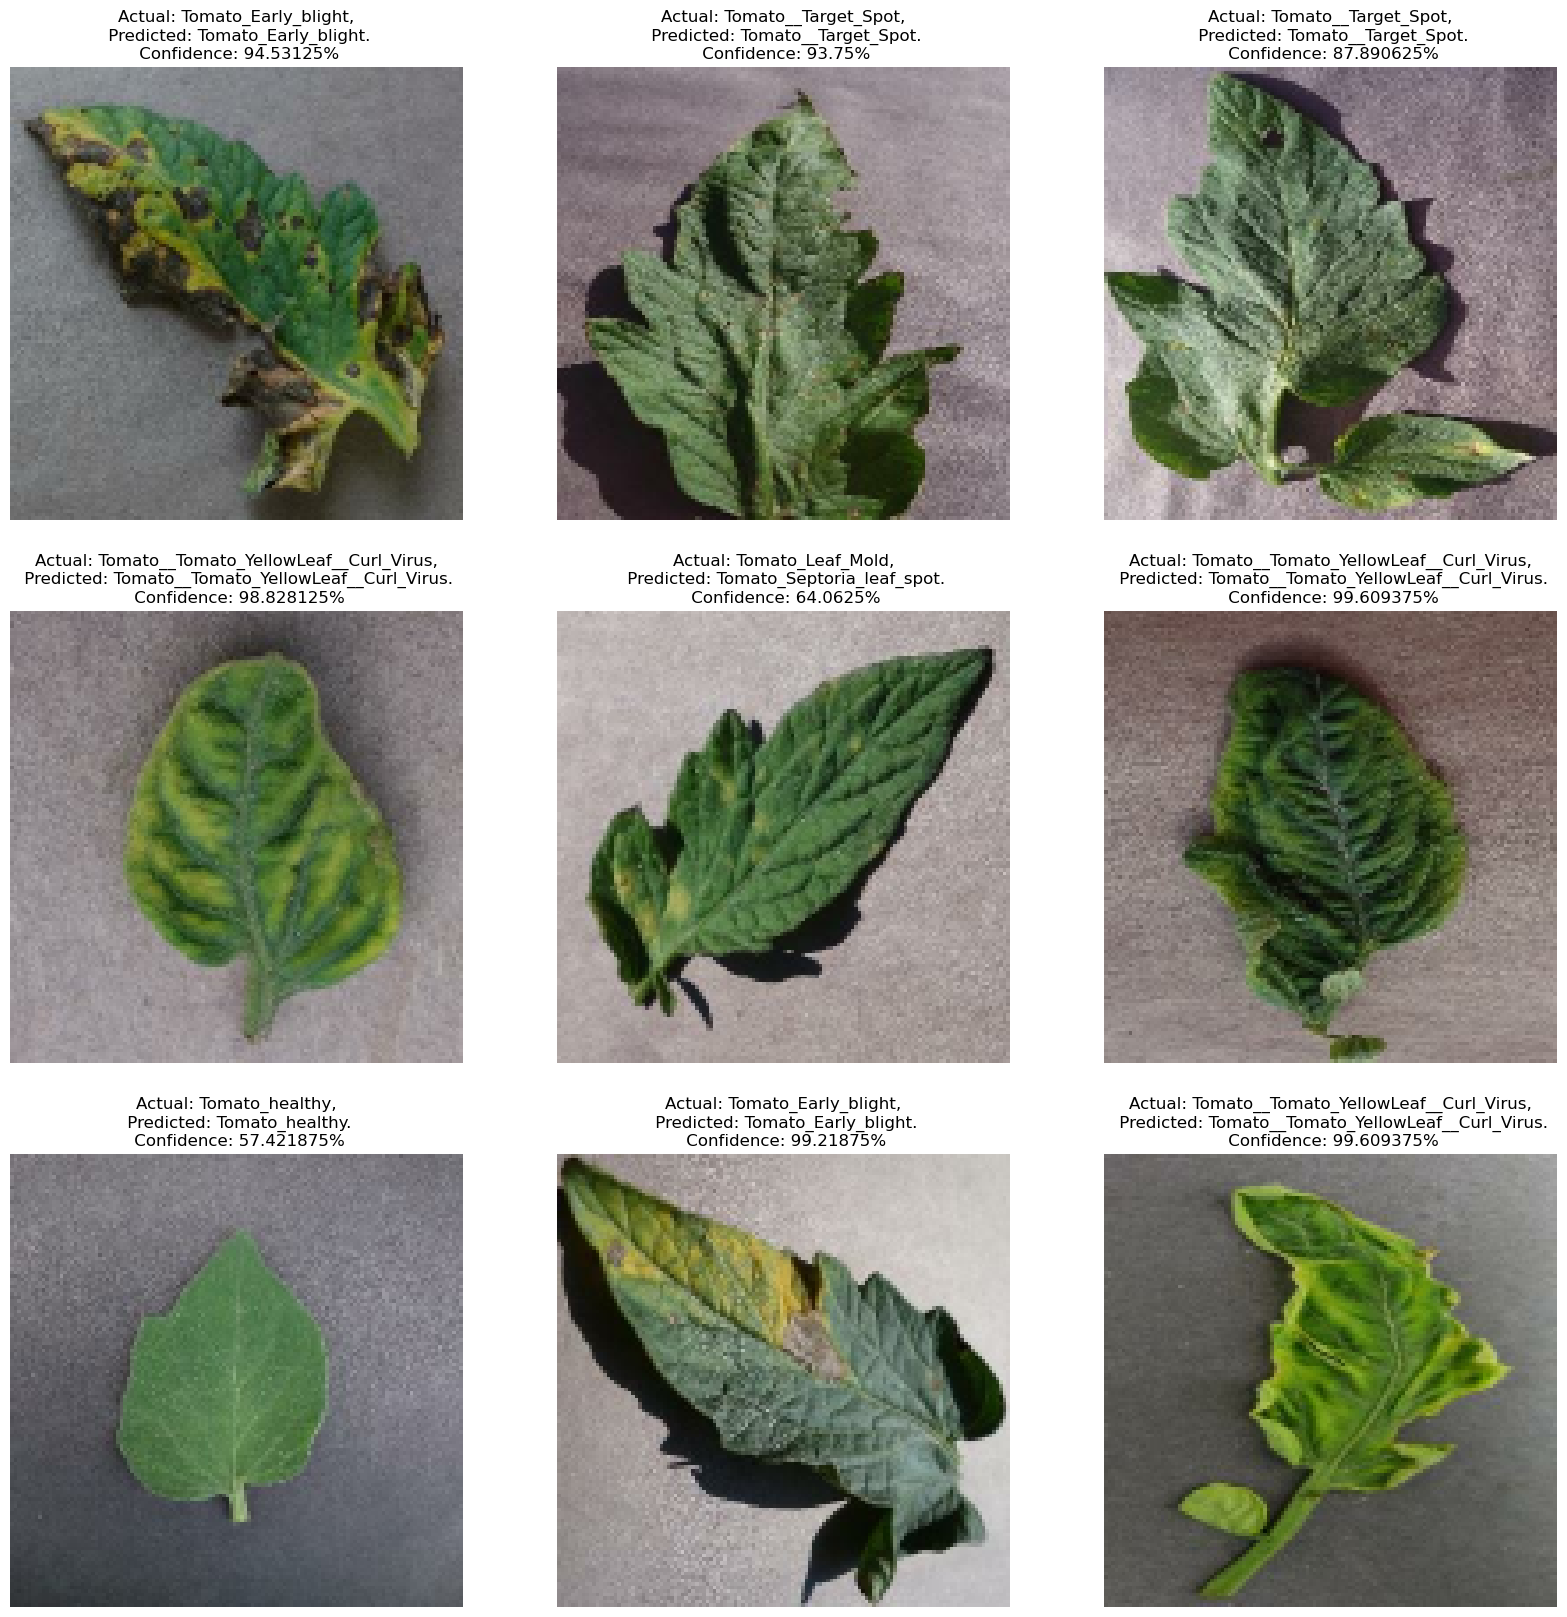 Actual: Tomato_Early_blight,
Predicted: Tomato_Early_blight.
Confidence: 94.53125%
Actual: Tomato__Target_Spot,
Predicted: Tomato__Target_Spot.
Confidence: 93.75%
Actual: Tomato__Target_Spot,
Predicted: Tomato__Target_Spot.
Confidence: 87.890625%
Actual: Tomato__Tomato_YellowLeaf__Curl_Virus,
Predicted: Tomato__Tomato_YellowLeaf__Curl_Virus.
Confidence: 98.828125%
Actual: Tomato_Leaf_Mold,
Predicted: Tomato_Septoria_leaf_spot.
Confidence: 64.0625%
Actual: Tomato__Tomato_YellowLeaf__Curl_Virus,
Predicted: Tomato__Tomato_YellowLeaf__Curl_Virus.
Confidence: 99.609375%
Actual: Tomato_healthy,
Predicted: Tomato_healthy.
Confidence: 57.421875%
Actual: Tomato_Early_blight,
Predicted: Tomato_Early_blight.
Confidence: 99.21875%
Actual: Tomato__Tomato_YellowLeaf__Curl_Virus,
Predicted: Tomato__Tomato_YellowLeaf__Curl_Virus.
Confidence: 99.609375%